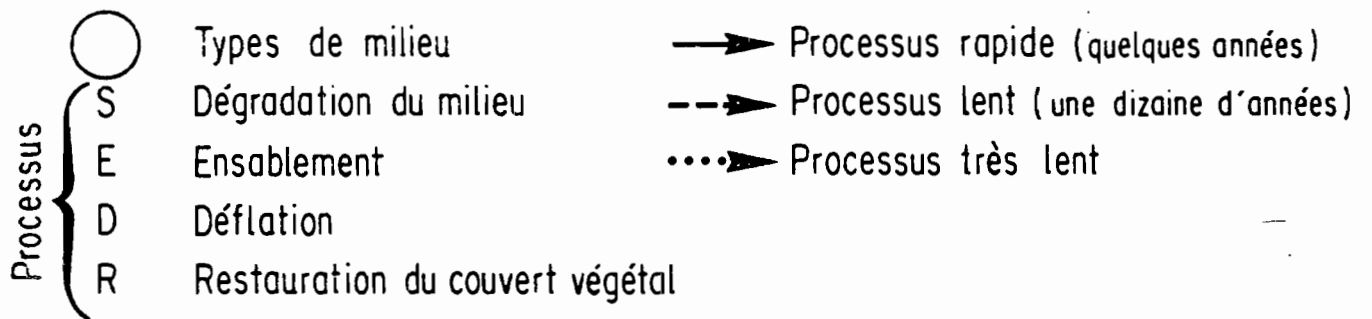 Types de milieu → Processus rapide (quelques années)
Processus
S Dégradation du milieu --→ Processus lent (une dizaine d'années)
E Ensablement ····→ Processus très lent
D Déflation
R Restauration du couvert végétal